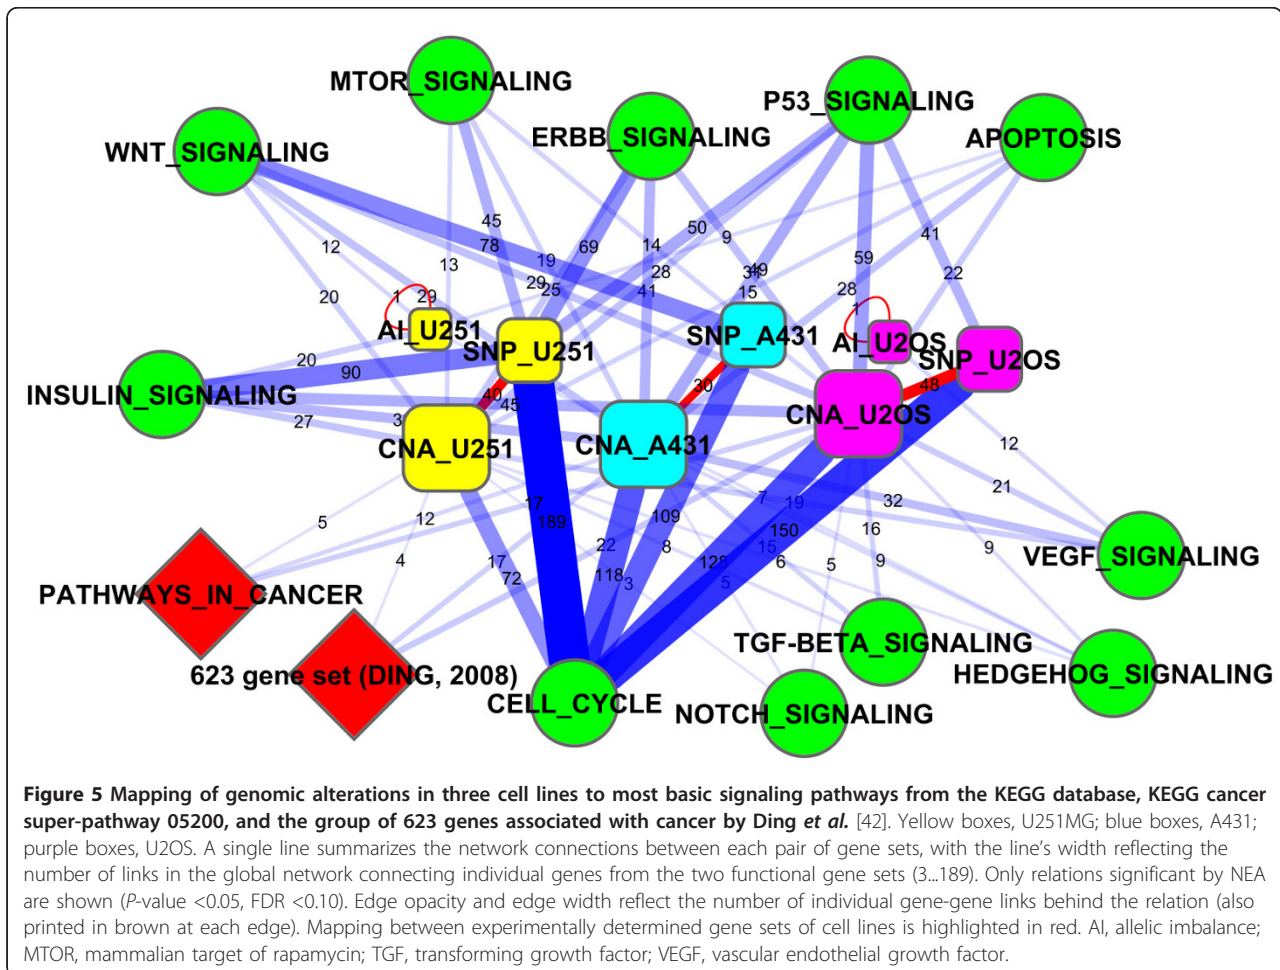 MTOR_SIGNALING
P53_SIGNALING
ERBB_SIGNALING
APOPTOSIS
WNT_SIGNALING
45
50
9
41
12
78
69
14
59
13
19
28
49
22
20
1
29
29
25
41
15
28
1
AI_U251
SNP_U251
SNP_A431
AI_U2OS
SNP_U2OS
20
90
INSULIN_SIGNALING
40
45
30
48
27
3
CNA_U251
CNA_A431
CNA_U2OS
12
21
5
12
17
189
109
7
19
32
150
16
17
22
8
15
9
9
VEGF_SIGNALING
4
72
118
3
128
6
5
5
PATHWAYS_IN_CANCER
TGF-BETA_SIGNALING
623 gene set (DING, 2008)
HEDGEHOG_SIGNALING
CELL_CYCLE
NOTCH_SIGNALING
Figure 5 Mapping of genomic alterations in three cell lines to most basic signaling pathways from the KEGG database, KEGG cancer
super-pathway 05200, and the group of 623 genes associated with cancer by Ding et al. [42]. Yellow boxes, U251MG; blue boxes, A431;
purple boxes, U2OS. A single line summarizes the network connections between each pair of gene sets, with the line's width reflecting the
number of links in the global network connecting individual genes from the two functional gene sets (3...189). Only relations significant by NEA
are shown (P-value <0.05, FDR <0.10). Edge opacity and edge width reflect the number of individual gene-gene links behind the relation (also
printed in brown at each edge). Mapping between experimentally determined gene sets of cell lines is highlighted in red. AI, allelic imbalance;
MTOR, mammalian target of rapamycin; TGF, transforming growth factor; VEGF, vascular endothelial growth factor.